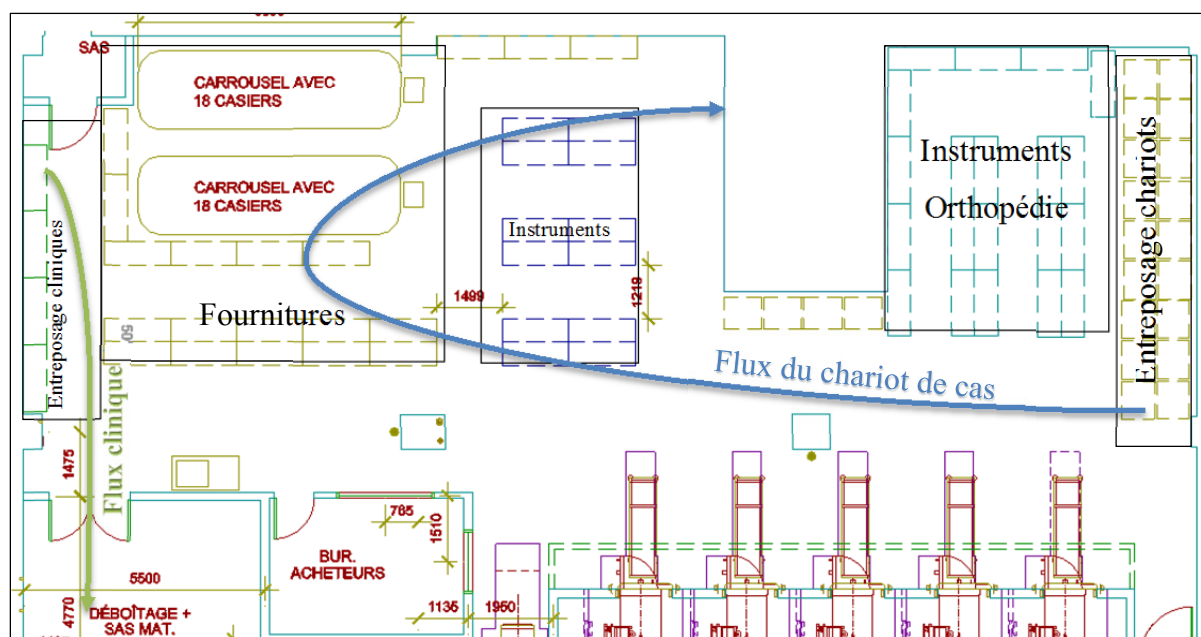 SAS
CARROUSEL AVEC
18 CASIERS
CARROUSEL AVEC
18 CASIERS
Instruments
Instruments
Orthopédie
Entreposage chariots
Entreposage cliniques
Fournitures
50
1499
1219
Flux du chariot de cas
Flux clinique
1475
785
1510
BUR.
ACHETEURS
5500
4770
DÉBOÎTAGE +
SAS MAT.
1135
1950